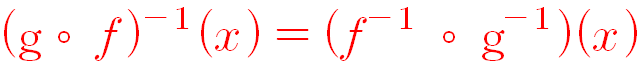 (g ∘ f)⁻¹(x) = (f⁻¹ ∘ g⁻¹)(x)